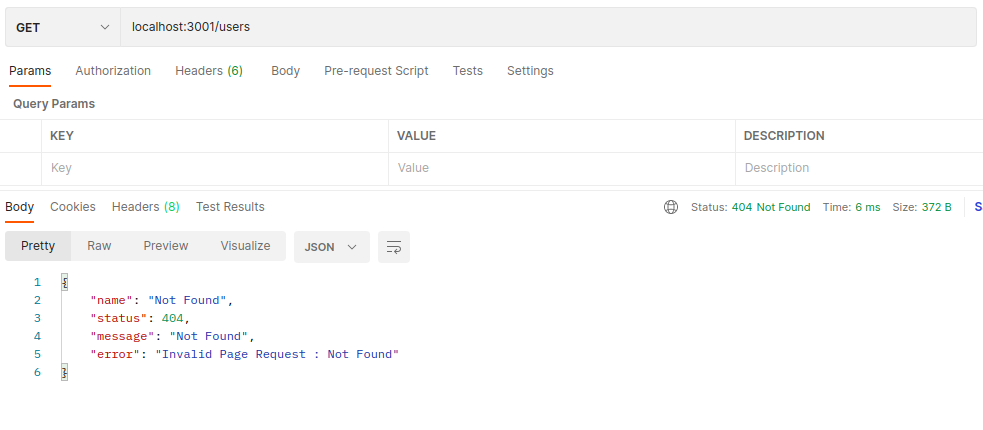 GET localhost:3001/users
Params Authorization Headers (6) Body Pre-request Script Tests Settings
Query Params
KEY VALUE DESCRIPTION
Key Value Description
Body Cookies Headers (8) Test Results Status: 404 Not Found Time: 6 ms Size: 372 B S
Pretty Raw Preview Visualize JSON
1 {
2 "name": "Not Found",
3 "status": 404,
4 "message": "Not Found",
5 "error": "Invalid Page Request : Not Found"
6 }